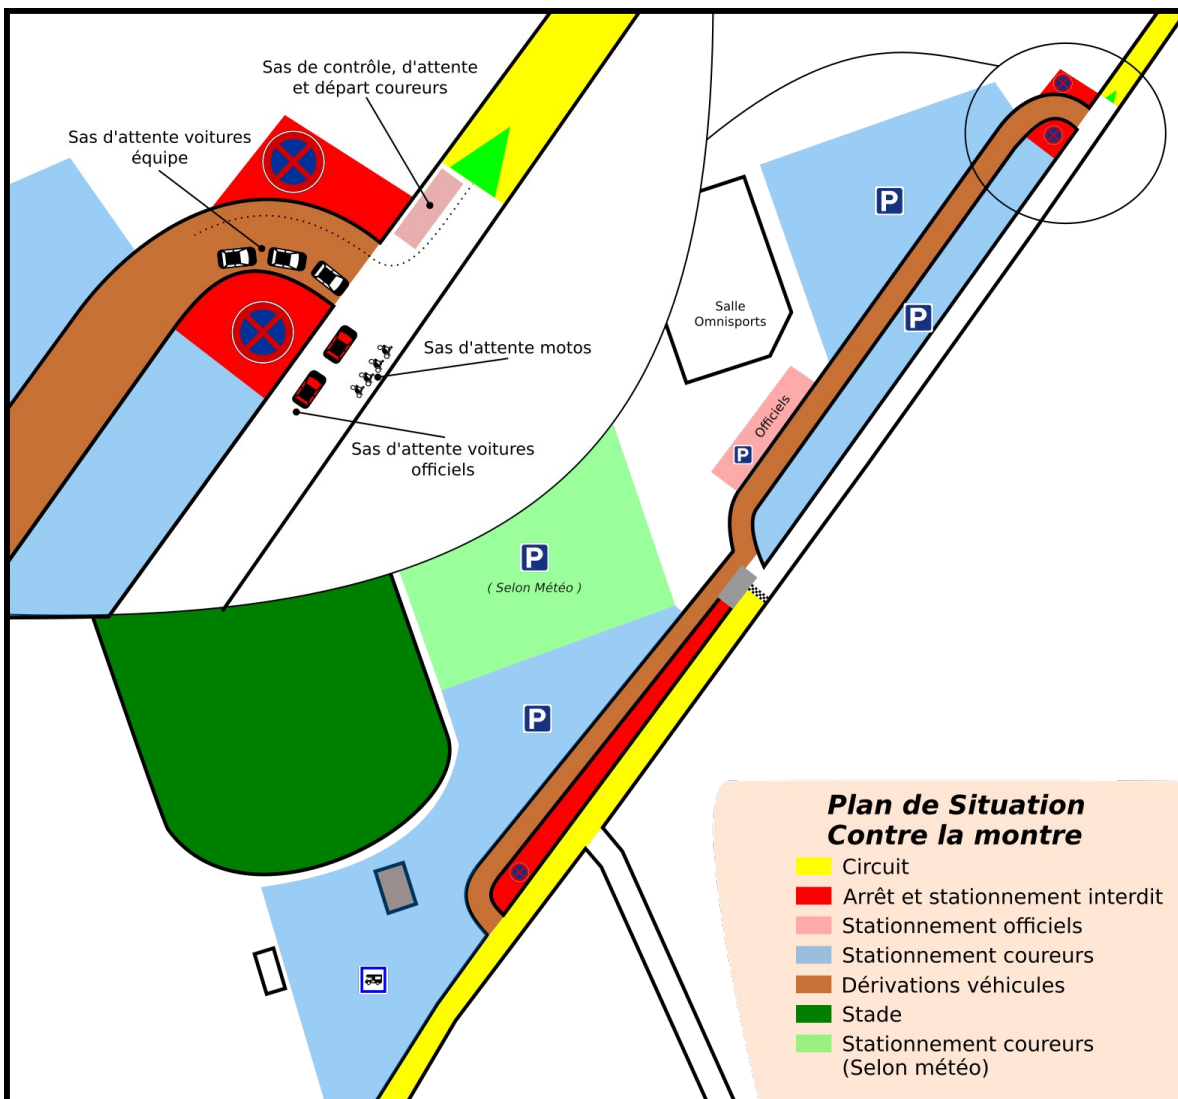 Sas de contrôle, d'attente
et départ coureurs
Sas d'attente voitures
équipe
Sas d'attente motos
Sas d'attente voitures
officiels
P
P
Salle
Omnisports
Officiels
P
P
( Selon Météo )
P
Plan de Situation
Contre la montre
Circuit
Arrêt et stationnement interdit
Stationnement officiels
Stationnement coureurs
Dérivations véhicules
Stade
Stationnement coureurs
(Selon météo)